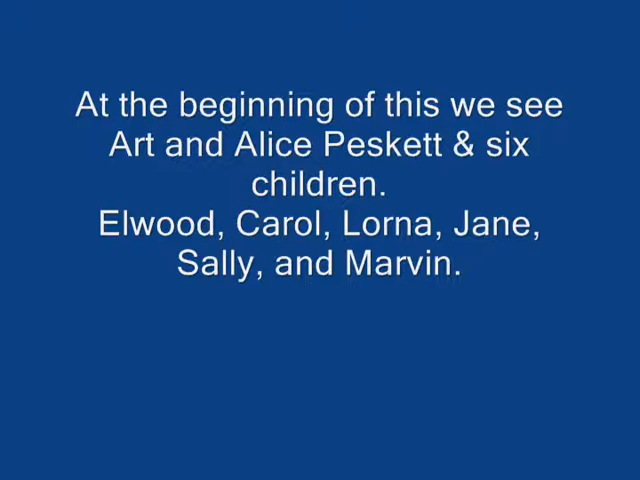 At the beginning of this we see
Art and Alice Peskett & six
children.
Elwood, Carol, Lorna, Jane,
Sally, and Marvin.